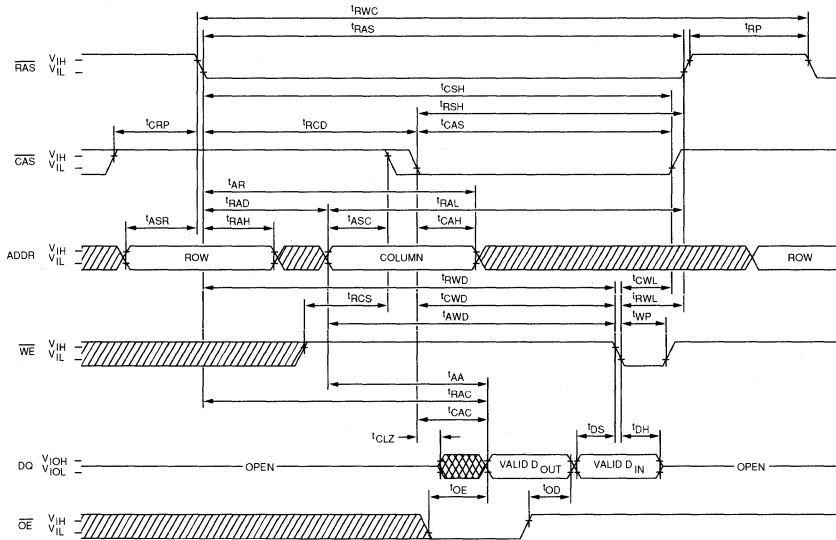 tRWC
tRAS
tRP
RAS VIH
VIL
tCSH
tRSH
tCRP
tRCD
tCAS
CAS VIH
VIL
tAR
tRAD
tRAL
tASR
tRAH
tASC
tCAH
ADDR VIH
VIL
ROW
COLUMN
ROW
tRWD
tCWL
tRCS
tCWD
tRWL
tAWD
tWP
WE VIH
VIL
tAA
tRAC
tCAC
tCLZ
tDS
tDH
DQ VIOH
VIOL
OPEN
VALID DOUT
VALID DIN
OPEN
tOE
tOD
OE VIH
VIL